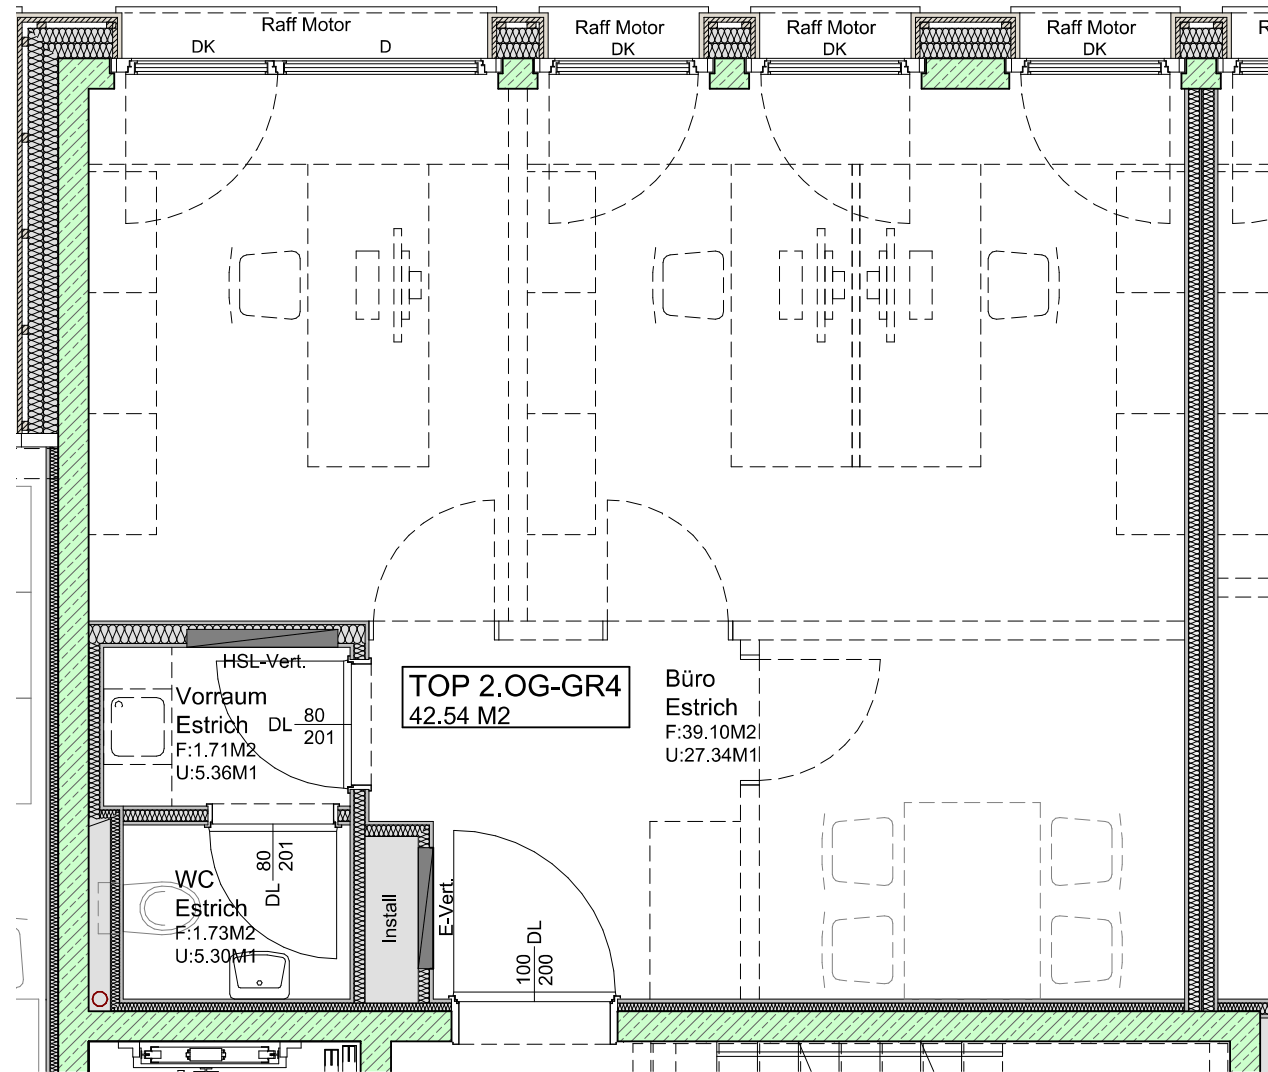 Raff Motor
DK
D
Raff Motor
DK
Raff Motor
DK
Raff Motor
DK
R
HSL-Vert.
Vorraum
Estrich
F:1.71M2
U:5.36M1
DL
80
201
TOP 2.OG-GR4
42.54 M2
Büro
Estrich
F:39.10M2
U:27.34M1
WC
Estrich
F:1.73M2
U:5.30M1
DL
80
201
Install
E-Vert.
100
200
DL